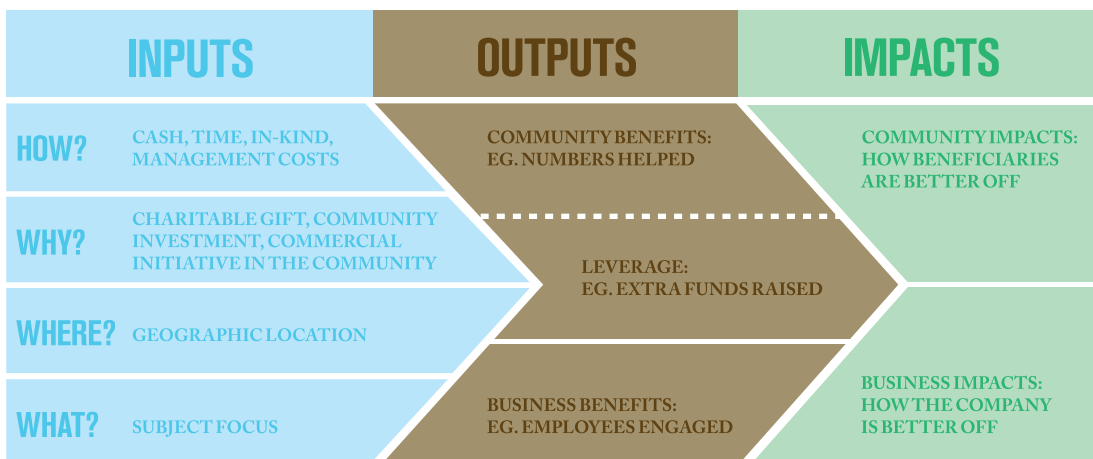 INPUTS
OUTPUTS
IMPACTS
HOW?
CASH, TIME, IN-KIND,
MANAGEMENT COSTS
WHY?
CHARITABLE GIFT, COMMUNITY
INVESTMENT, COMMERCIAL
INITIATIVE IN THE COMMUNITY
WHERE?
GEOGRAPHIC LOCATION
WHAT?
SUBJECT FOCUS
COMMUNITY BENEFITS:
EG. NUMBERS HELPED
LEVERAGE:
EG. EXTRA FUNDS RAISED
BUSINESS BENEFITS:
EG. EMPLOYEES ENGAGED
COMMUNITY IMPACTS:
HOW BENEFICIARIES
ARE BETTER OFF
BUSINESS IMPACTS:
HOW THE COMPANY
IS BETTER OFF